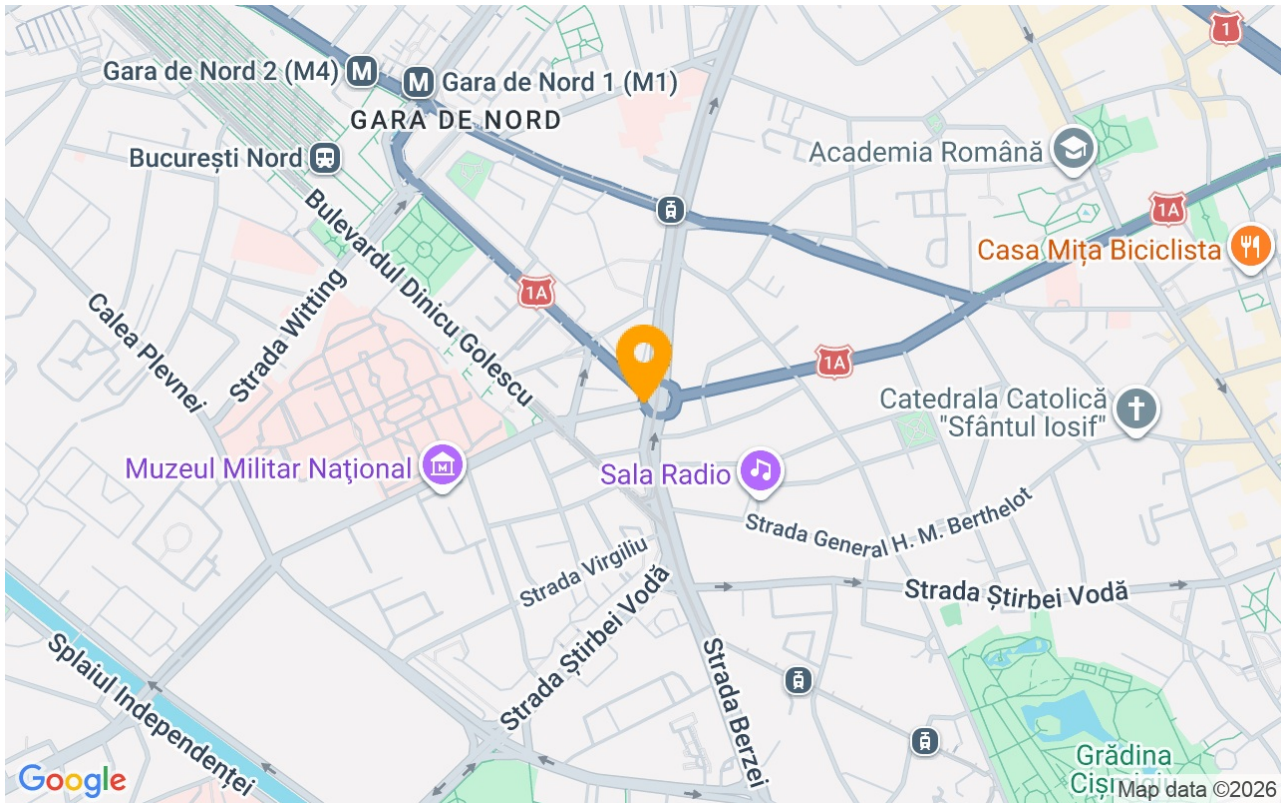 1
Gara de Nord 2 (M4)
M
M
Gara de Nord 1 (M1)
GARA DE NORD
București Nord
Academia Română
1A
Casa Mița Biciclista
Bulevardul Dinicu Golescu
Strada Witting
1A
Calea Plevnei
1A
Catedrala Catolică
"Sfântul Iosif"
Muzeul Militar Naţional
M
Sala Radio
Strada General H. M. Berthelot
Strada Virgiliu
Strada Știrbei Vodă
Strada Știrbei Vodă
Splaiul Independenței
Strada Berzei
Grădina
Cișmigiu
Google
Map data ©2026